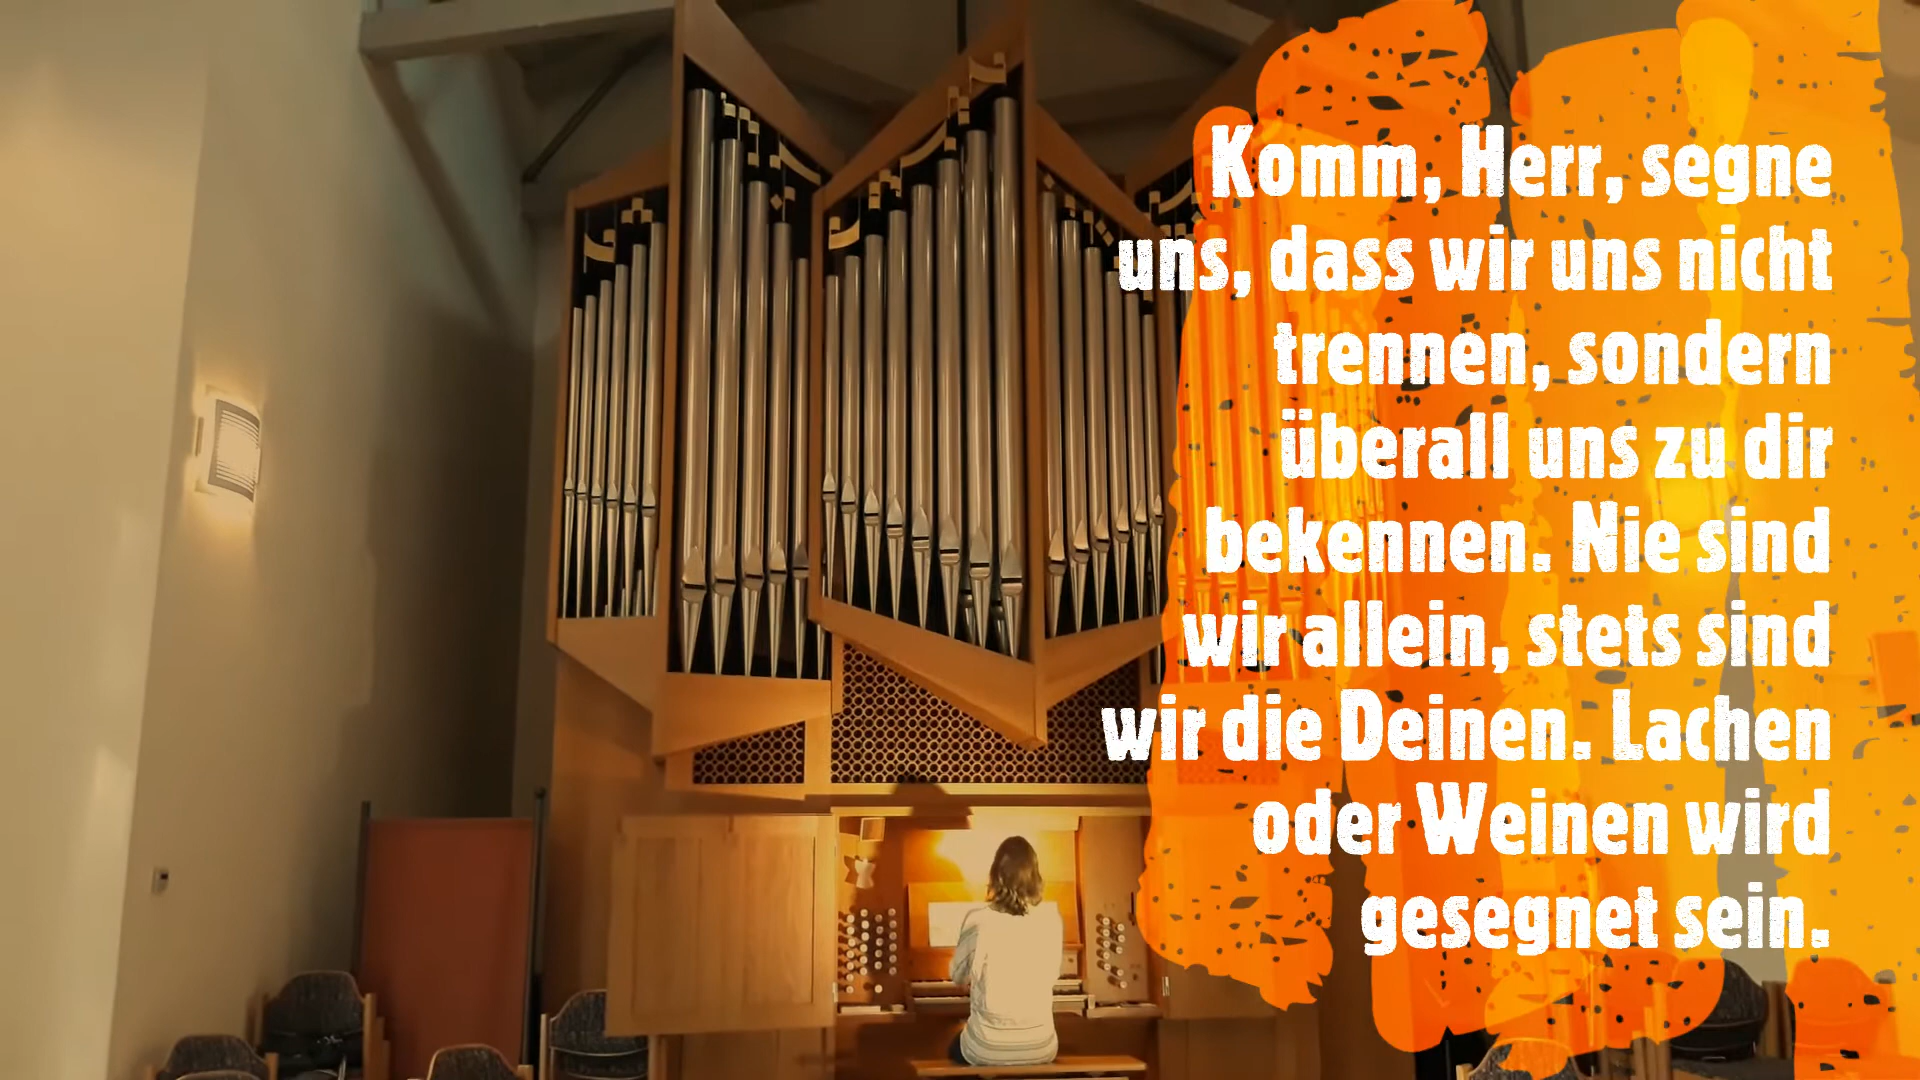 Komm, Herr, segne
uns, dass wir uns nicht
trennen, sondern
überall uns zu dir
bekennen. Nie sind
wir allein, stets sind
wir die Deinen. Lachen
oder Weinen wird
gesegnet sein.